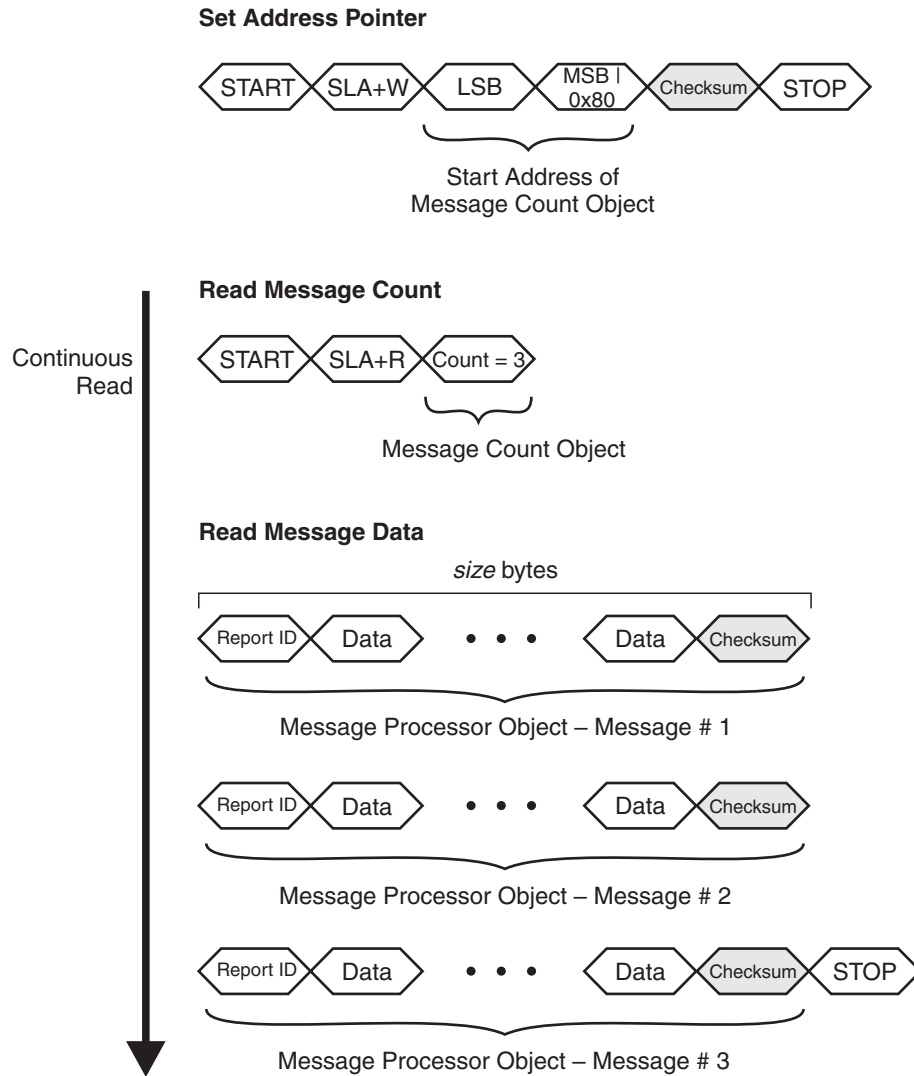 Set Address Pointer
START SLA+W LSB MSB | 0x80 Checksum STOP
Start Address of
Message Count Object
Read Message Count
Continuous
Read
START SLA+R Count = 3
Message Count Object
Read Message Data
size bytes
Report ID Data • • • Data Checksum
Message Processor Object – Message # 1
Report ID Data • • • Data Checksum
Message Processor Object – Message # 2
Report ID Data • • • Data Checksum STOP
Message Processor Object – Message # 3